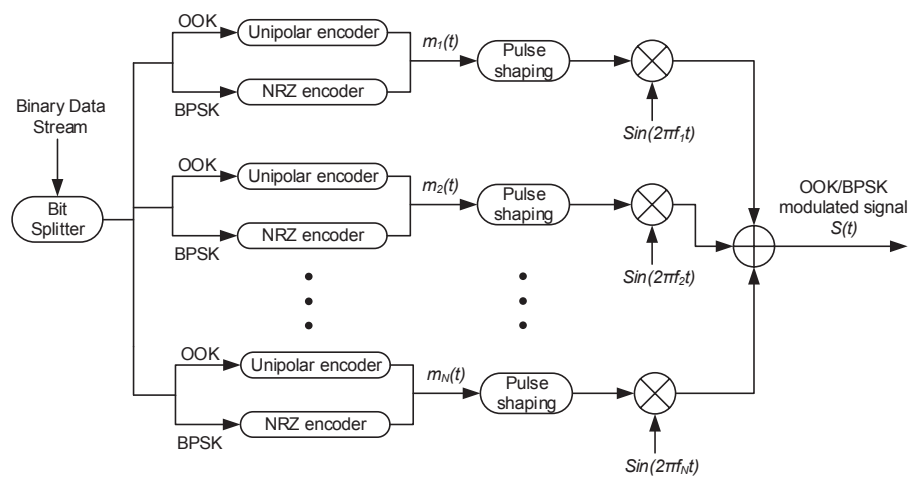 OOK
Unipolar encoder
m1(t)
Pulse
shaping
BPSK
NRZ encoder
Sin(2πf1t)
Binary Data
Stream
Bit
Splitter
OOK
Unipolar encoder
m2(t)
Pulse
shaping
BPSK
NRZ encoder
Sin(2πf2t)
OOK/BPSK
modulated signal
S(t)
OOK
Unipolar encoder
mN(t)
Pulse
shaping
BPSK
NRZ encoder
Sin(2πfNt)